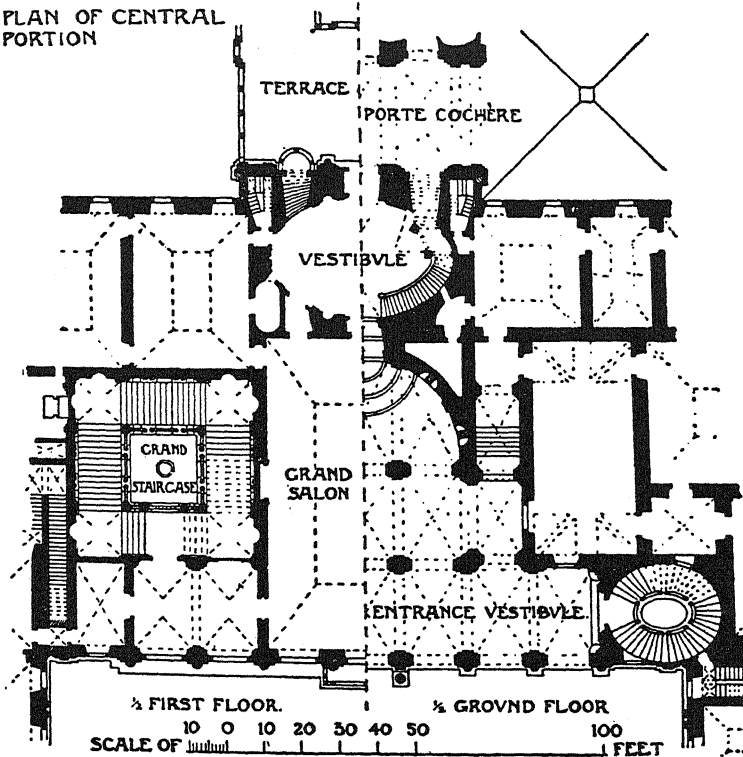 PLAN OF CENTRAL
PORTION
TERRACE
PORTE COCHÈRE
VESTIBVLE
GRAND
STAIRCASE
GRAND
SALON
ENTRANCE VESTIBVLE.
½ FIRST FLOOR.
½ GROVND FLOOR
10 0 10 20 30 40 50 100
SCALE OF FEET